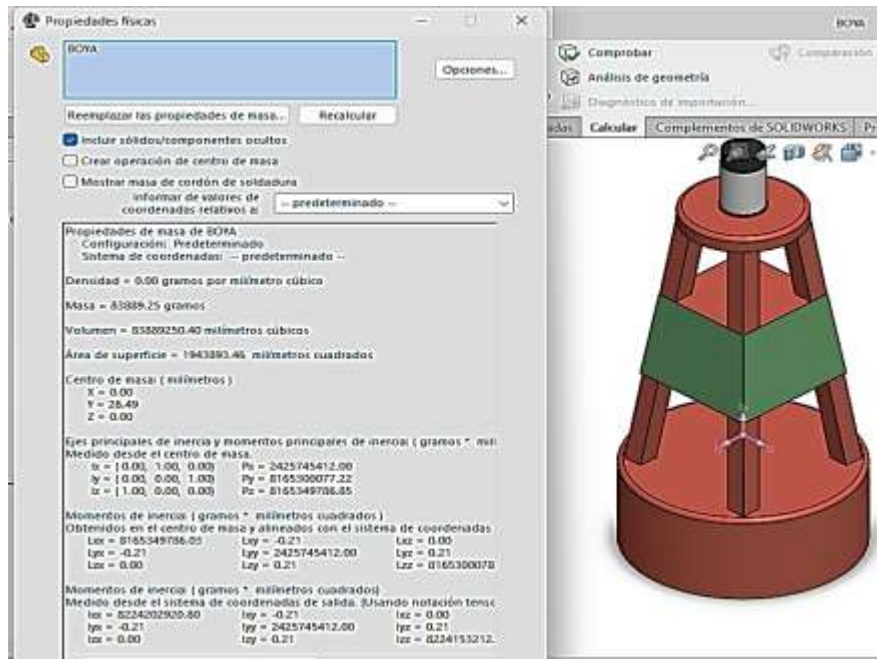 Propiedades físicas
BOYA
Opciones...
Reemplazar las propiedades de masa...
Recalcular
Incluir sólidos/componentes ocultos
Crear operación de centro de masa
Mostrar masa de cordón de soldadura
Informar de valores de coordenadas relativos a:
-- predeterminado --
Propiedades de masa de BOYA
Configuración: Predeterminado
Sistema de coordenadas: -- predeterminado --
Densidad = 0.00 gramos por milímetro cúbico
Masa = 83889.25 gramos
Volumen = 83889250.40 milímetros cúbicos
Área de superficie = 1943893.46 milímetros cuadrados
Centro de masa: ( milímetros )
X = 0.00
Y = 26.49
Z = 0.00
Ejes principales de inercia y momentos principales de inercia: ( gramos * milí
Medido desde el centro de masa.
Ix = ( 0.00, 1.00, 0.00) Px = 2425745412.00
Iy = ( 0.00, 0.00, 1.00) Py = 8165300077.22
Iz = ( 1.00, 0.00, 0.00) Pz = 8165349786.85
Momentos de inercia: ( gramos * milímetros cuadrados )
Obtenidos en el centro de masa y alineados con el sistema de coordenadas
Lxx = Lxy = -0.21 Lxz = 0.00
Lyx = -0.21 Lyy = 2425745412.00 Lyz = 0.21
Lzx = 0.00 Lzy = 0.21 Lzz = 8165300078
Momentos de inercia: ( gramos * milímetros cuadrados)
Medido desde el sistema de coordenadas de salida. (Usando notación tenso
Ixx = 8224202920.80 Ixy = -0.21 Ixz = 0.00
Iyx = -0.21 Iyy = 2425745412.00 Iyz = 0.21
Izx = 0.00 Izy = 0.21 Izz = 8224153212.
BOYA
Comprobar
Comparación
Análisis de geometría
Diagnóstico de importación...
Calcular
Complementos de SOLIDWORKS